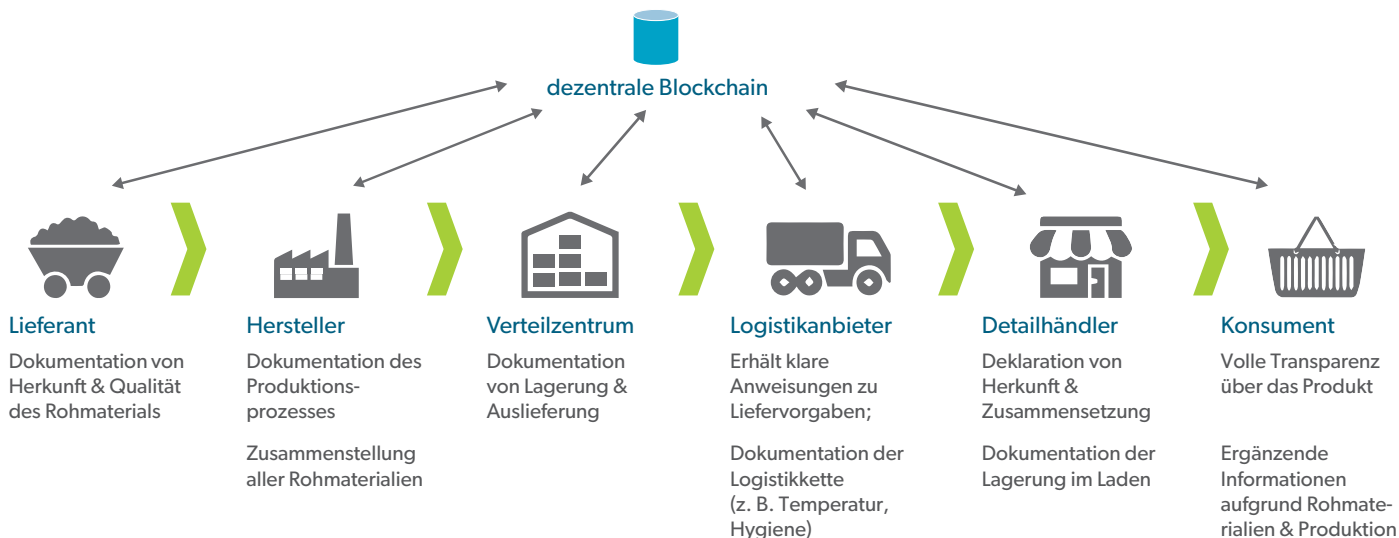 dezentrale Blockchain
Lieferant
Dokumentation von
Herkunft & Qualität
des Rohmaterials
Hersteller
Dokumentation des
Produktions-
prozesses
Zusammenstellung
aller Rohmaterialien
Verteilzentrum
Dokumentation
von Lagerung &
Auslieferung
Logistikanbieter
Erhält klare
Anweisungen zu
Liefervorgaben;
Dokumentation der
Logistikkette
(z. B. Temperatur,
Hygiene)
Detailhändler
Deklaration von
Herkunft &
Zusammensetzung
Dokumentation der
Lagerung im Laden
Konsument
Volle Transparenz
über das Produkt
Ergänzende
Informationen
aufgrund Rohmate-
rialien & Produktion